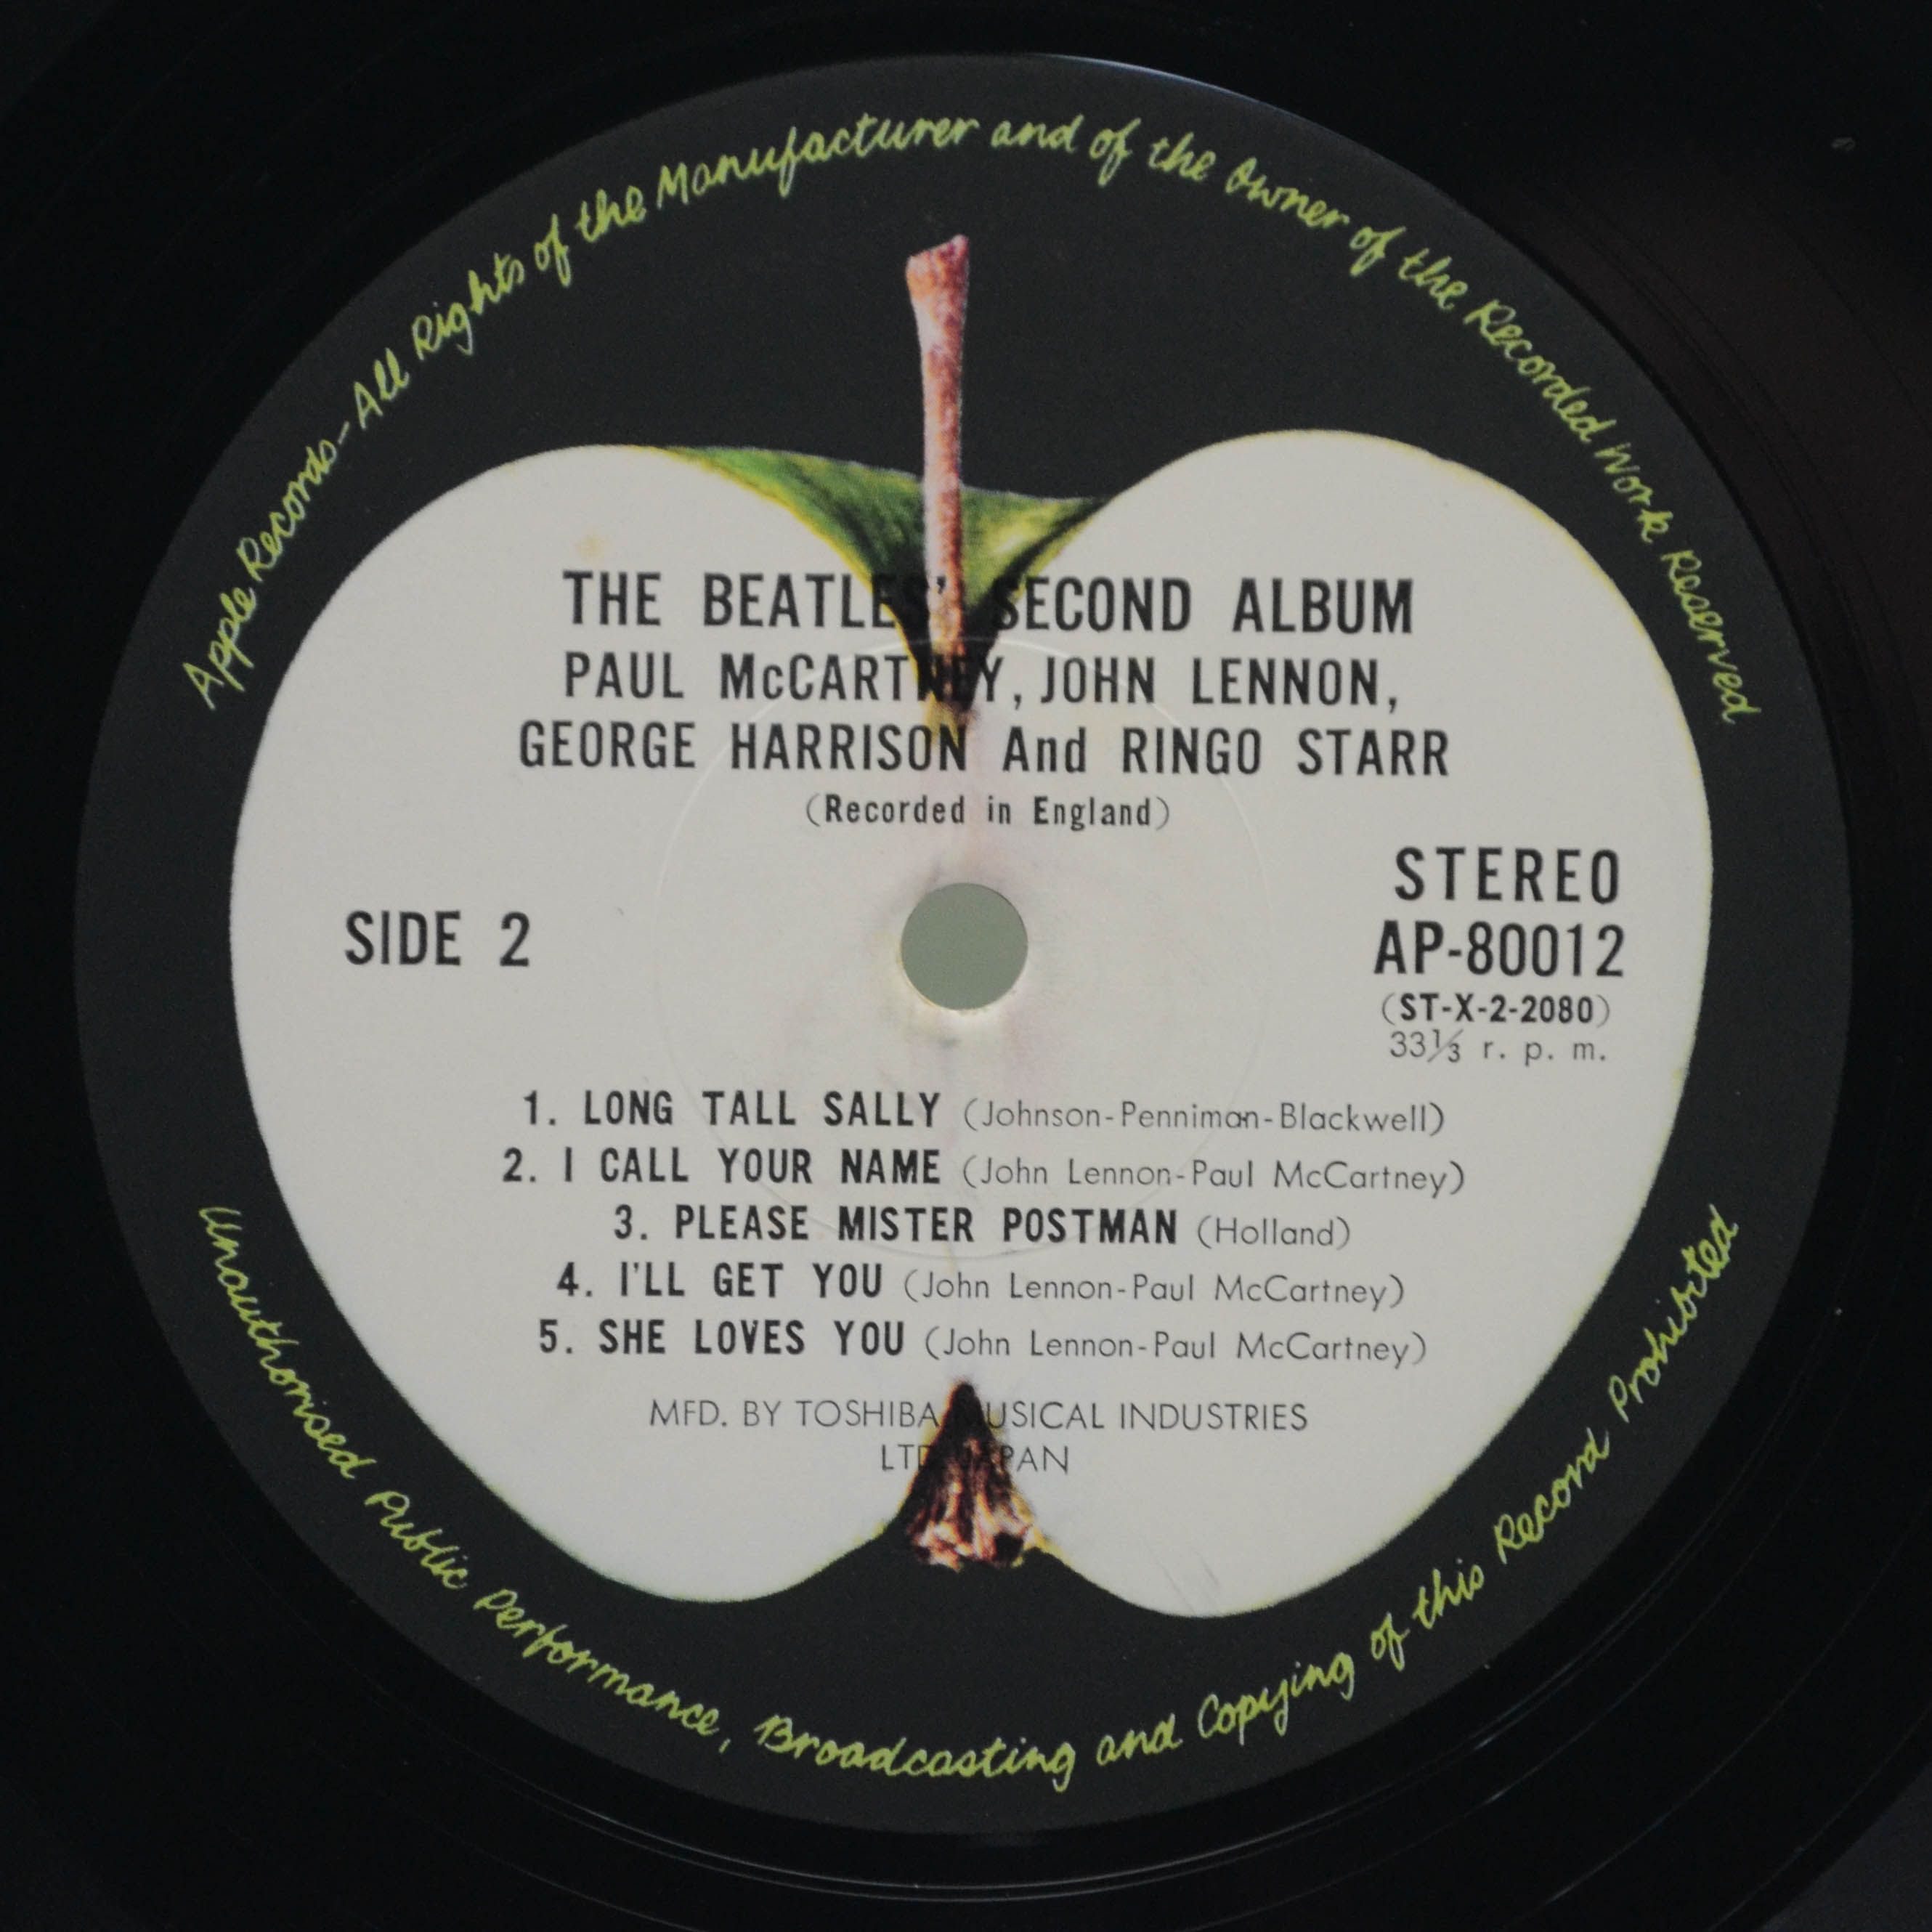 Apple Records-All Rights of the Manufacturer and of the Owner of the Recorded Work Reserved
THE BEATLES' SECOND ALBUM
PAUL McCARTNEY, JOHN LENNON,
GEORGE HARRISON And RINGO STARR
(Recorded in England)
SIDE 2
STEREO
AP-80012
(ST-X-2-2080)
33⅓ r. p. m.
1. LONG TALL SALLY (Johnson-Penniman-Blackwell)
2. I CALL YOUR NAME (John Lennon-Paul McCartney)
3. PLEASE MISTER POSTMAN (Holland)
4. I'LL GET YOU (John Lennon-Paul McCartney)
5. SHE LOVES YOU (John Lennon-Paul McCartney)
MFD. BY TOSHIBA MUSICAL INDUSTRIES
LTD. JAPAN
Unauthorised Public Performance, Broadcasting and Copying of this Record Prohibited